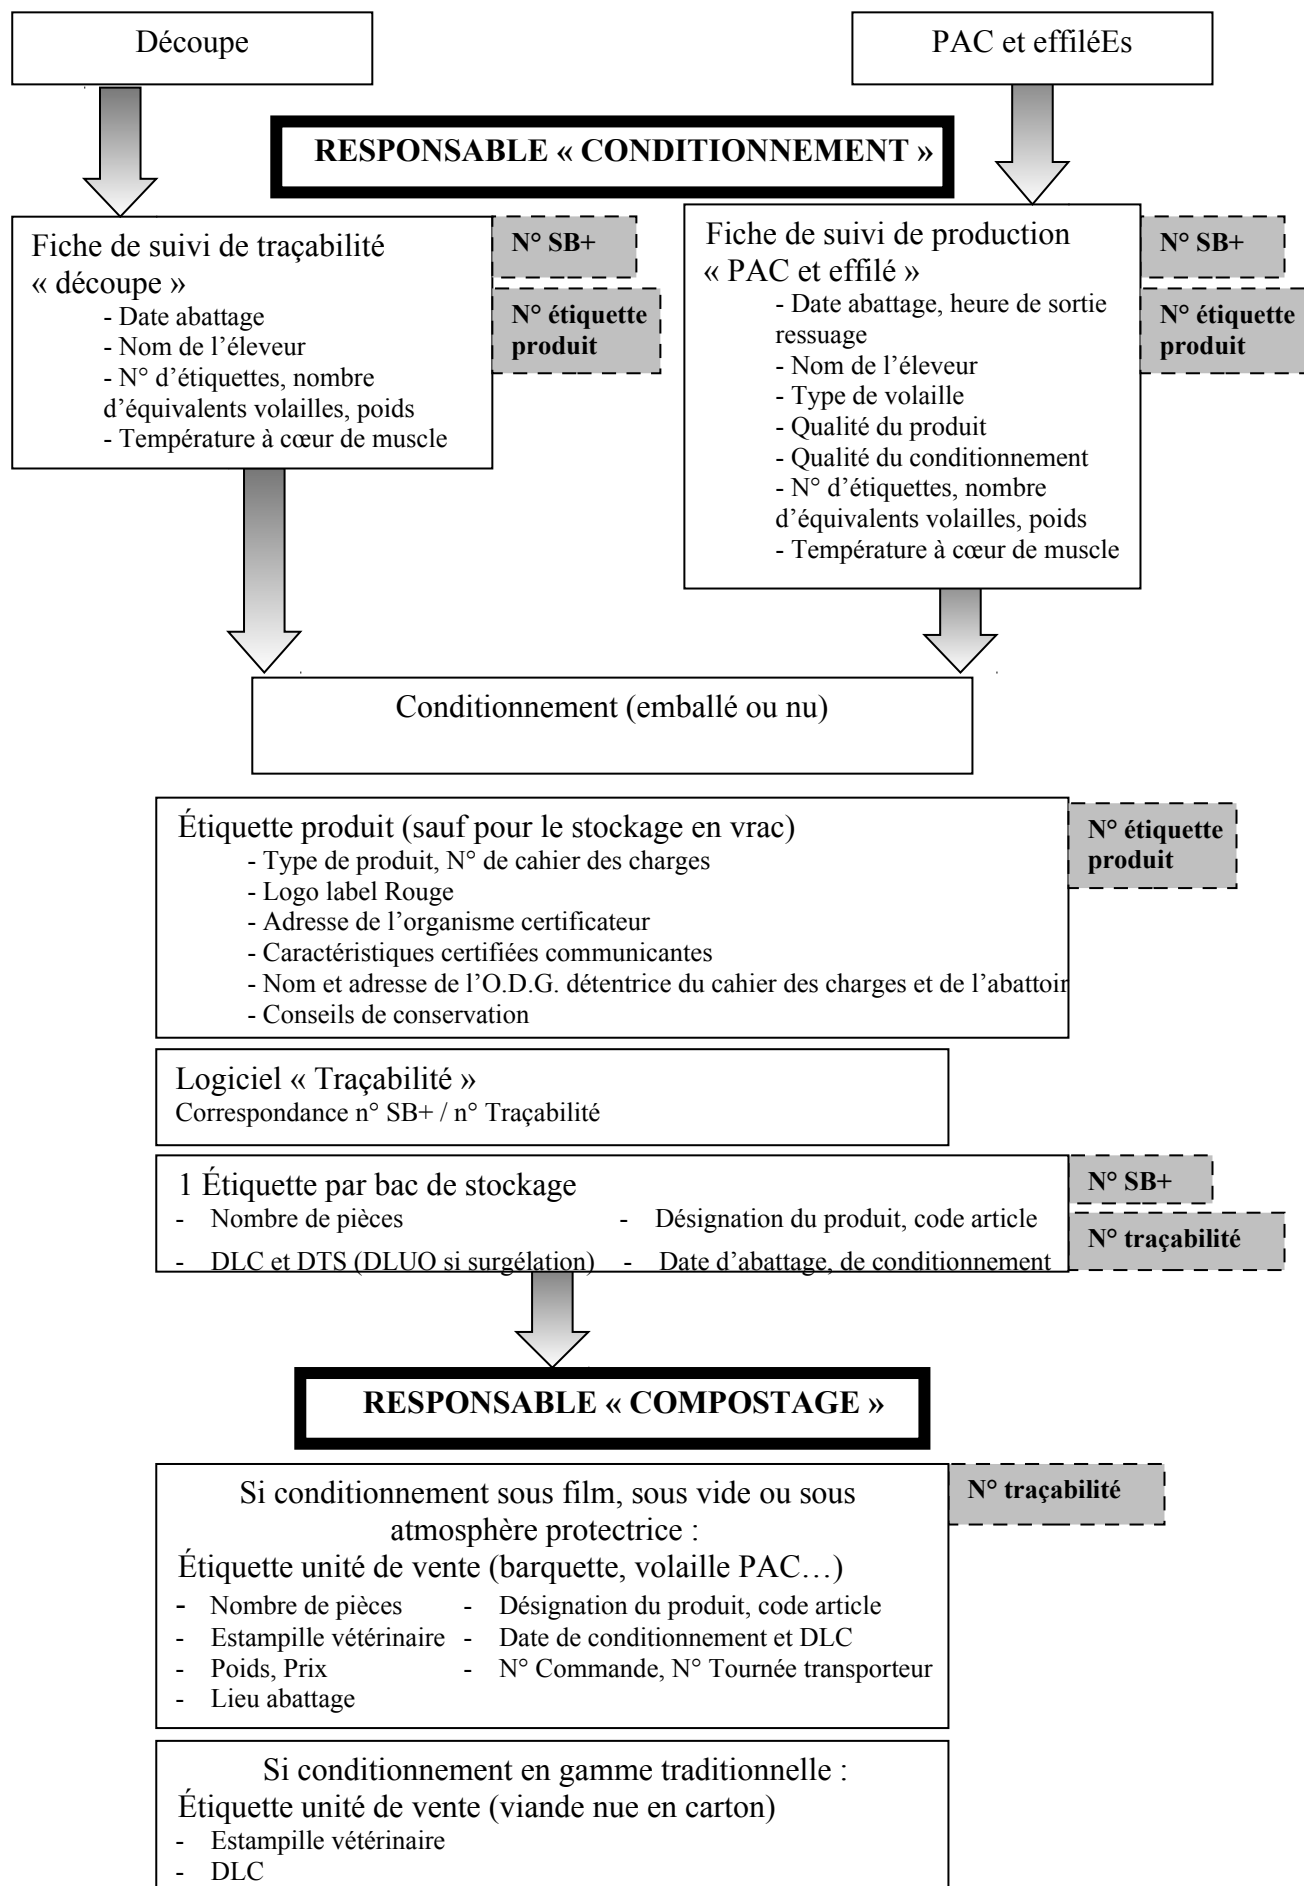 Découpe
PAC et effiléEs
RESPONSABLE « CONDITIONNEMENT »
Fiche de suivi de traçabilité
« découpe »
- Date abattage
- Nom de l’éleveur
- N° d’étiquettes, nombre
d’équivalents volailles, poids
- Température à cœur de muscle
N° SB+
N° étiquette
produit
Fiche de suivi de production
« PAC et effilé »
- Date abattage, heure de sortie
ressuage
- Nom de l’éleveur
- Type de volaille
- Qualité du produit
- Qualité du conditionnement
- N° d’étiquettes, nombre
d’équivalents volailles, poids
- Température à cœur de muscle
N° SB+
N° étiquette
produit
Conditionnement (emballé ou nu)
Étiquette produit (sauf pour le stockage en vrac)
- Type de produit, N° de cahier des charges
- Logo label Rouge
- Adresse de l’organisme certificateur
- Caractéristiques certifiées communicantes
- Nom et adresse de l’O.D.G. détentrice du cahier des charges et de l’abattoir
- Conseils de conservation
N° étiquette
produit
Logiciel « Traçabilité »
Correspondance n° SB+ / n° Traçabilité
1 Étiquette par bac de stockage
- Nombre de pièces - Désignation du produit, code article
- DLC et DTS (DLUO si surgélation) - Date d’abattage, de conditionnement
N° SB+
N° traçabilité
RESPONSABLE « COMPOSTAGE »
Si conditionnement sous film, sous vide ou sous
atmosphère protectrice :
Étiquette unité de vente (barquette, volaille PAC…)
- Nombre de pièces - Désignation du produit, code article
- Estampille vétérinaire - Date de conditionnement et DLC
- Poids, Prix - N° Commande, N° Tournée transporteur
- Lieu abattage
N° traçabilité
Si conditionnement en gamme traditionnelle :
Étiquette unité de vente (viande nue en carton)
- Estampille vétérinaire
- DLC